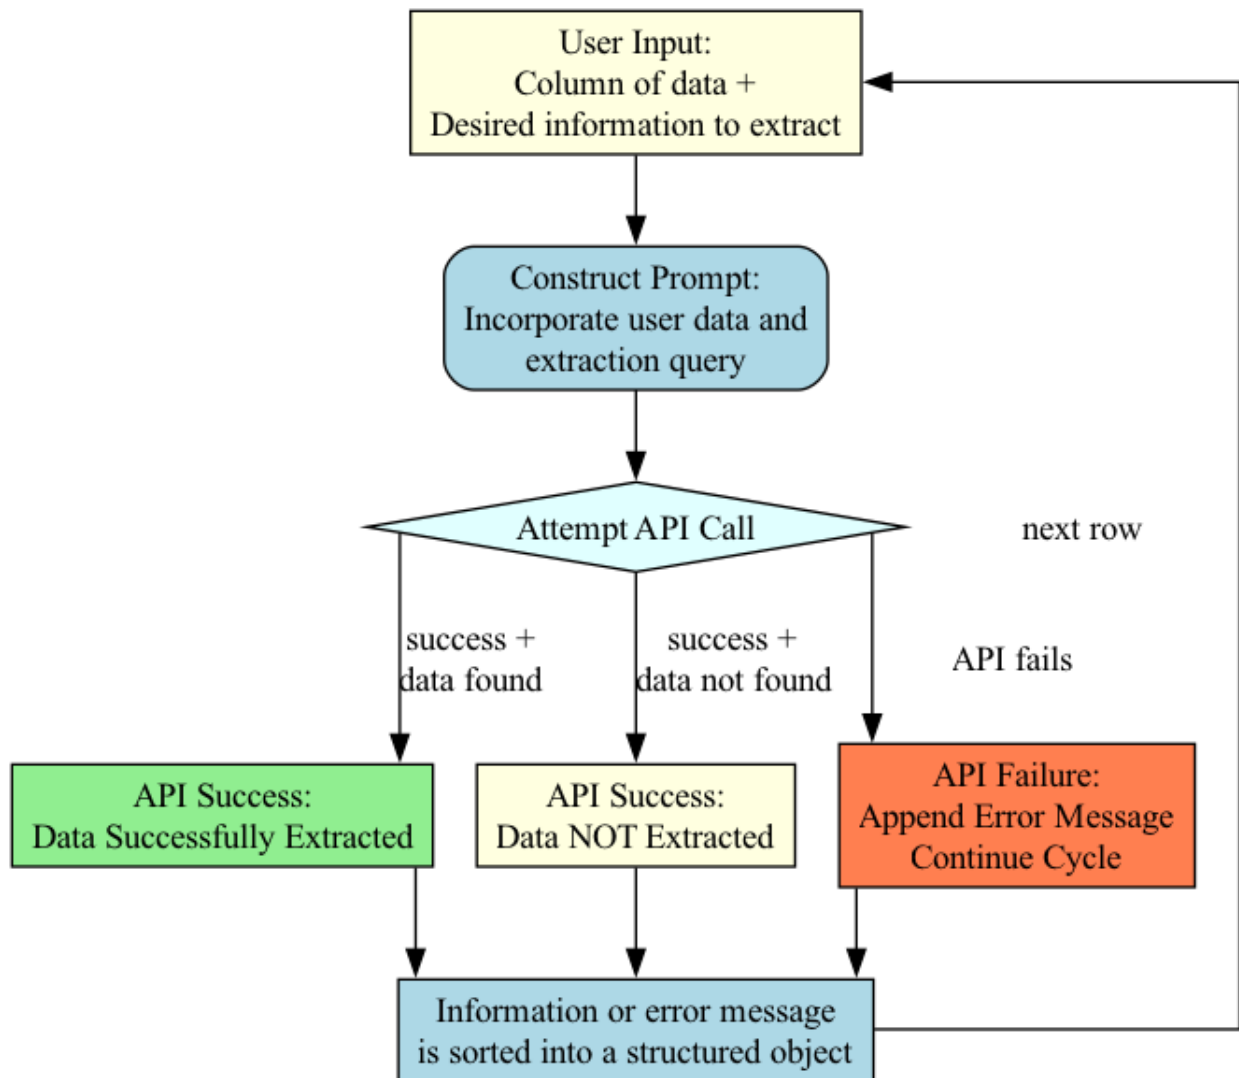 User Input:
Column of data +
Desired information to extract
Construct Prompt:
Incorporate user data and
extraction query
Attempt API Call
next row
success +
data found
success +
data not found
API fails
API Success:
Data Successfully Extracted
API Success:
Data NOT Extracted
API Failure:
Append Error Message
Continue Cycle
Information or error message
is sorted into a structured object